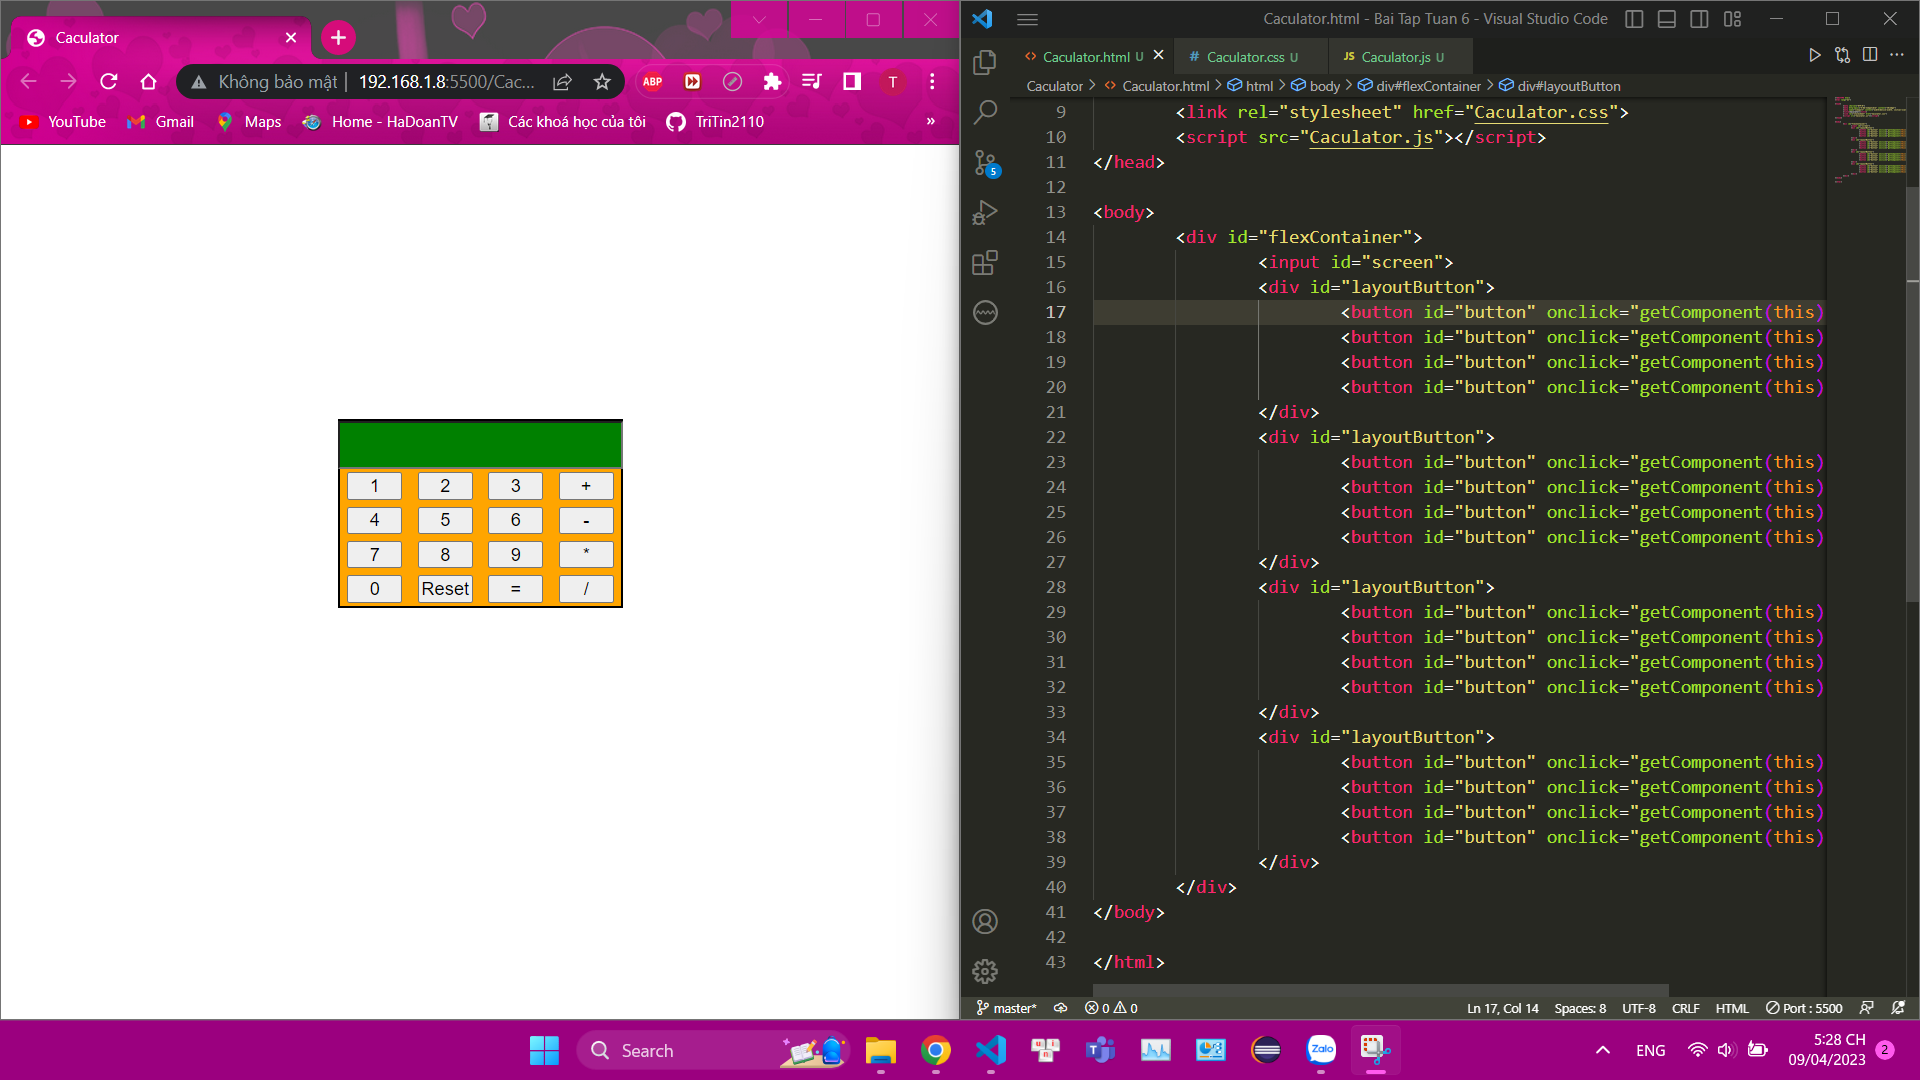 Caculator
Không bảo mật
192.168.1.8:5500/Cac...
ABP
T
YouTube
Gmail
Maps
Home - HaDoanTV
Các khoá học của tôi
TriTin2110
»
1 2 3 +
4 5 6 -
7 8 9 *
0 Reset = /
Caculator.html - Bai Tap Tuan 6 - Visual Studio Code
Caculator.html U
# Caculator.css U
JS Caculator.js U
Caculator > Caculator.html > html > body > div#flexContainer > div#layoutButton
5
9 <link rel="stylesheet" href="Caculator.css">
10 <script src="Caculator.js"></script>
11 </head>
12
13 <body>
14 <div id="flexContainer">
15 <input id="screen">
16 <div id="layoutButton">
17 <button id="button" onclick="getComponent(this)
18 <button id="button" onclick="getComponent(this)
19 <button id="button" onclick="getComponent(this)
20 <button id="button" onclick="getComponent(this)
21 </div>
22 <div id="layoutButton">
23 <button id="button" onclick="getComponent(this)
24 <button id="button" onclick="getComponent(this)
25 <button id="button" onclick="getComponent(this)
26 <button id="button" onclick="getComponent(this)
27 </div>
28 <div id="layoutButton">
29 <button id="button" onclick="getComponent(this)
30 <button id="button" onclick="getComponent(this)
31 <button id="button" onclick="getComponent(this)
32 <button id="button" onclick="getComponent(this)
33 </div>
34 <div id="layoutButton">
35 <button id="button" onclick="getComponent(this)
36 <button id="button" onclick="getComponent(this)
37 <button id="button" onclick="getComponent(this)
38 <button id="button" onclick="getComponent(this)
39 </div>
40 </div>
41 </body>
42
43 </html>
master*
0 0
Ln 17, Col 14
Spaces: 8
UTF-8
CRLF
HTML
Port : 5500
Search
Zalo
ENG
5:28 CH
09/04/2023
2